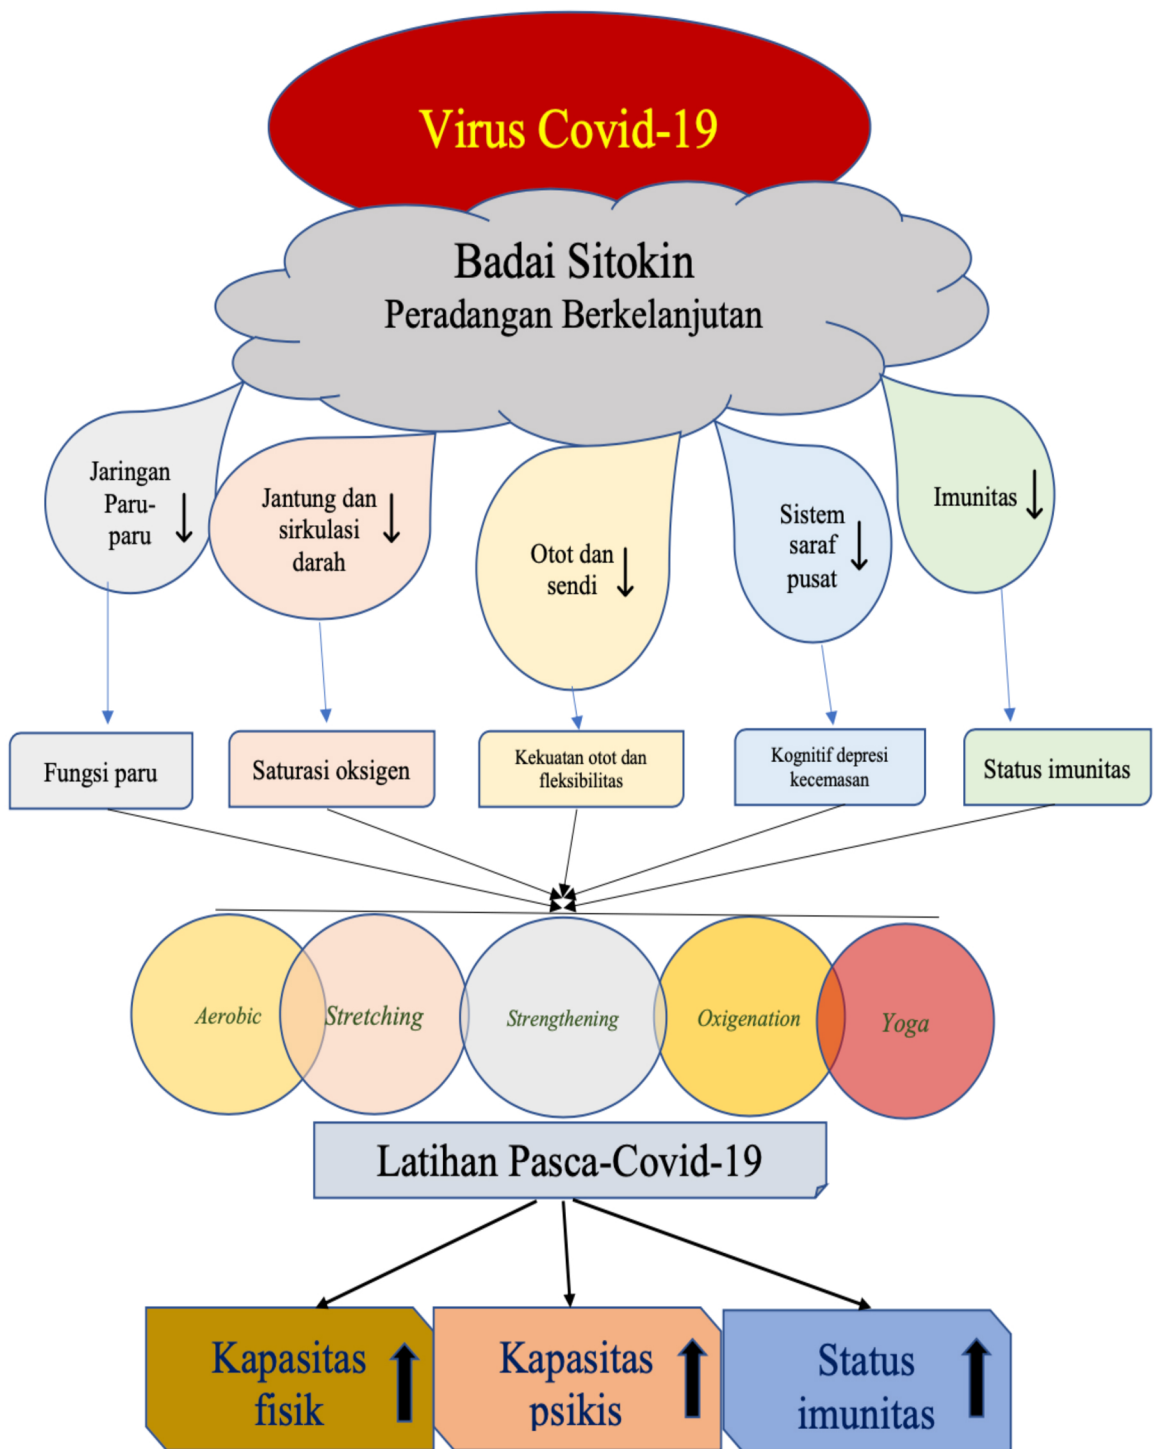 Virus Covid-19
Badai Sitokin
Peradangan Berkelanjutan
Jaringan
Paru-
paru
Jantung dan
sirkulasi
darah
Otot dan
sendi
Sistem
saraf
pusat
Imunitas
Fungsi paru
Saturasi oksigen
Kekuatan otot dan
fleksibilitas
Kognitif depresi
kecemasan
Status imunitas
Aerobic
Stretching
Strengthening
Oxigenation
Yoga
Latihan Pasca-Covid-19
Kapasitas
fisik
Kapasitas
psikis
Status
imunitas